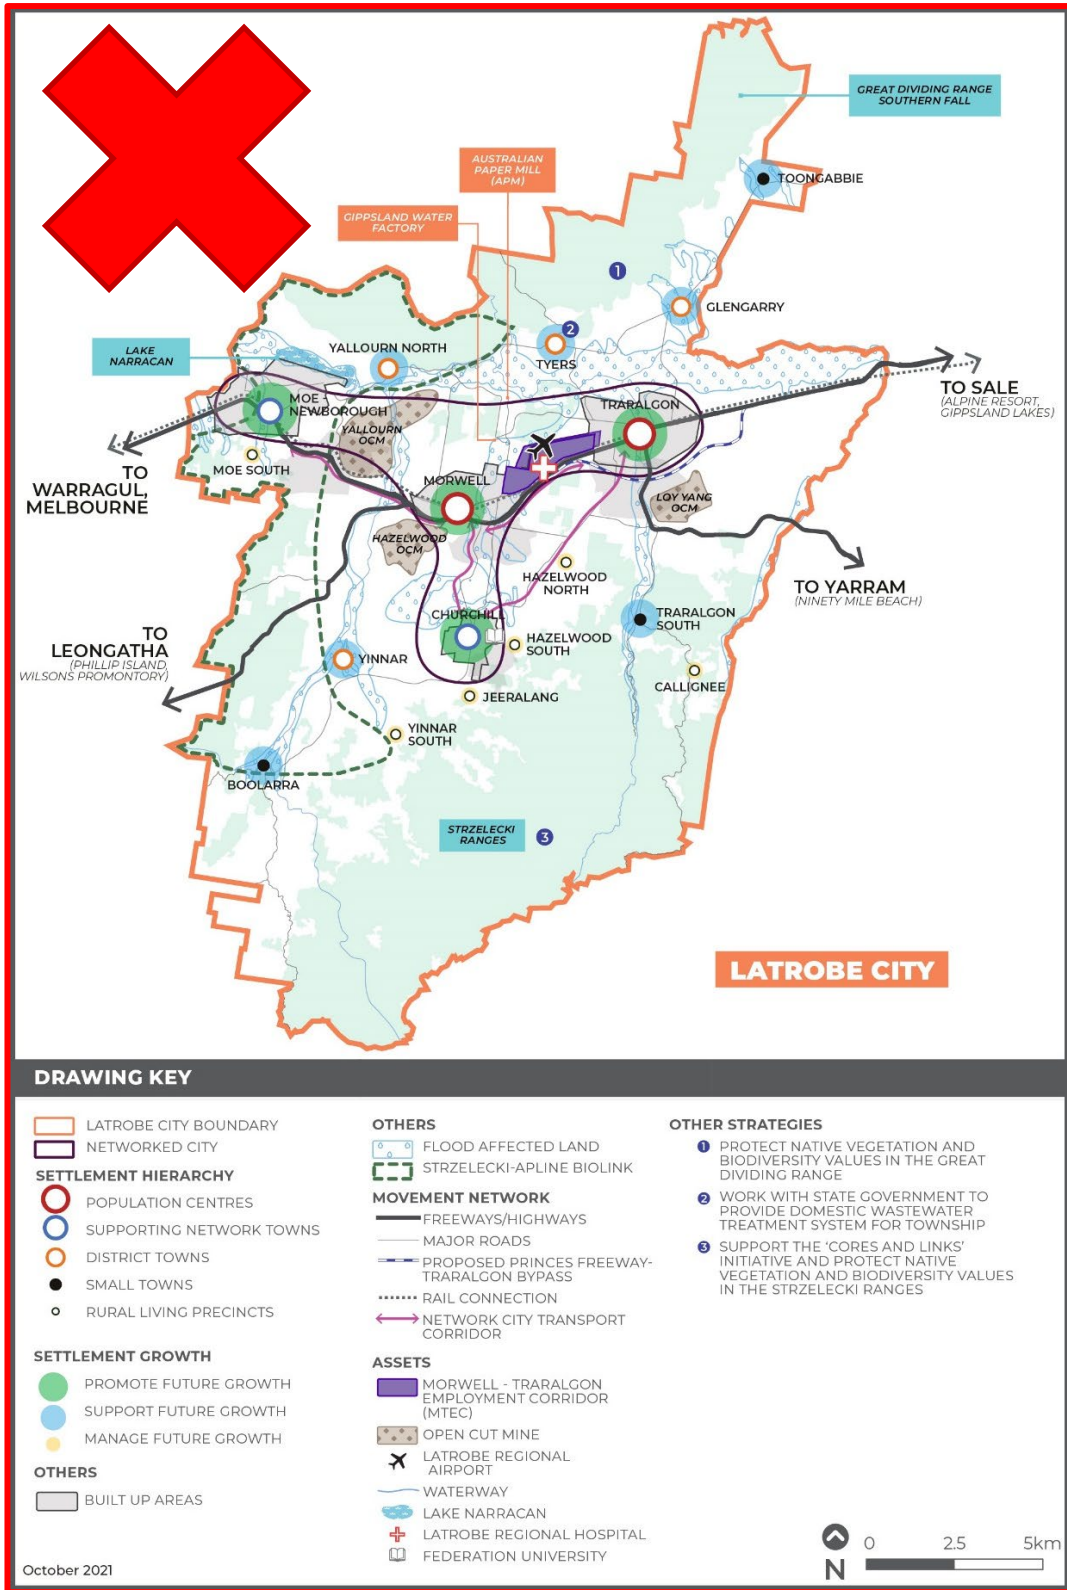 GREAT DIVIDING RANGE
SOUTHERN FALL
AUSTRALIAN
PAPER MILL
(APM)
TOONGABBIE
GIPPSLAND WATER
FACTORY
1
GLENGARRY
2
TYERS
LAKE
NARRACAN
YALLOURN NORTH
TO SALE
(ALPINE RESORT,
GIPPSLAND LAKES)
MOE -
NEWBOROUGH
TRARALGON
YALLOURN
OCM
MOE SOUTH
TO
WARRAGUL,
MELBOURNE
MORWELL
LOY YANG
OCM
HAZELWOOD
OCM
HAZELWOOD
NORTH
TO YARRAM
(NINETY MILE BEACH)
CHURCHILL
TRARALGON
SOUTH
TO
LEONGATHA
(PHILLIP ISLAND,
WILSONS PROMONTORY)
HAZELWOOD
SOUTH
YINNAR
CALLIGNEE
JEERALANG
YINNAR
SOUTH
BOOLARRA
STRZELECKI
RANGES
3
LATROBE CITY
DRAWING KEY
LATROBE CITY BOUNDARY
NETWORKED CITY
SETTLEMENT HIERARCHY
POPULATION CENTRES
SUPPORTING NETWORK TOWNS
DISTRICT TOWNS
SMALL TOWNS
RURAL LIVING PRECINCTS
SETTLEMENT GROWTH
PROMOTE FUTURE GROWTH
SUPPORT FUTURE GROWTH
MANAGE FUTURE GROWTH
OTHERS
BUILT UP AREAS
OTHERS
FLOOD AFFECTED LAND
STRZELECKI-APLINE BIOLINK
MOVEMENT NETWORK
FREEWAYS/HIGHWAYS
MAJOR ROADS
PROPOSED PRINCES FREEWAY-
TRARALGON BYPASS
RAIL CONNECTION
NETWORK CITY TRANSPORT
CORRIDOR
ASSETS
MORWELL - TRARALGON
EMPLOYMENT CORRIDOR
(MTEC)
OPEN CUT MINE
LATROBE REGIONAL
AIRPORT
WATERWAY
LAKE NARRACAN
LATROBE REGIONAL HOSPITAL
FEDERATION UNIVERSITY
OTHER STRATEGIES
1 PROTECT NATIVE VEGETATION AND
BIODIVERSITY VALUES IN THE GREAT
DIVIDING RANGE
2 WORK WITH STATE GOVERNMENT TO
PROVIDE DOMESTIC WASTEWATER
TREATMENT SYSTEM FOR TOWNSHIP
3 SUPPORT THE ‘CORES AND LINKS’
INITIATIVE AND PROTECT NATIVE
VEGETATION AND BIODIVERSITY VALUES
IN THE STRZELECKI RANGES
October 2021
N
0 2.5 5km